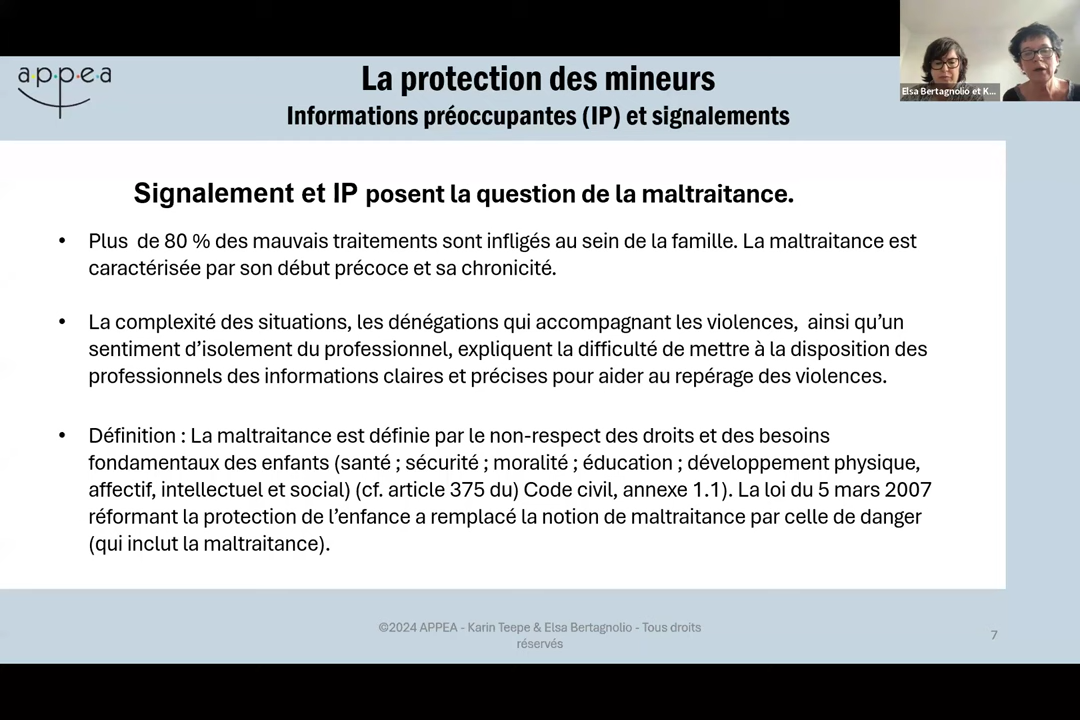 appea
La protection des mineurs
Informations préoccupantes (IP) et signalements
Elsa Bertagnolio et K...
Signalement et IP posent la question de la maltraitance.
• Plus de 80 % des mauvais traitements sont infligés au sein de la famille. La maltraitance est
caractérisée par son début précoce et sa chronicité.
• La complexité des situations, les dénégations qui accompagnant les violences, ainsi qu’un
sentiment d’isolement du professionnel, expliquent la difficulté de mettre à la disposition des
professionnels des informations claires et précises pour aider au repérage des violences.
• Définition : La maltraitance est définie par le non-respect des droits et des besoins
fondamentaux des enfants (santé ; sécurité ; moralité ; éducation ; développement physique,
affectif, intellectuel et social) (cf. article 375 du) Code civil, annexe 1.1). La loi du 5 mars 2007
réformant la protection de l’enfance a remplacé la notion de maltraitance par celle de danger
(qui inclut la maltraitance).
©2024 APPEA - Karin Teepe & Elsa Bertagnolio - Tous droits
réservés
7